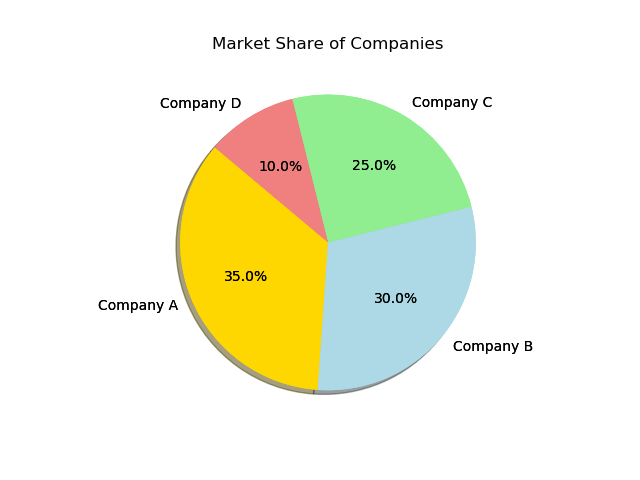 Market Share of Companies
Company D
Company C
10.0%
25.0%
35.0%
30.0%
Company A
Company B